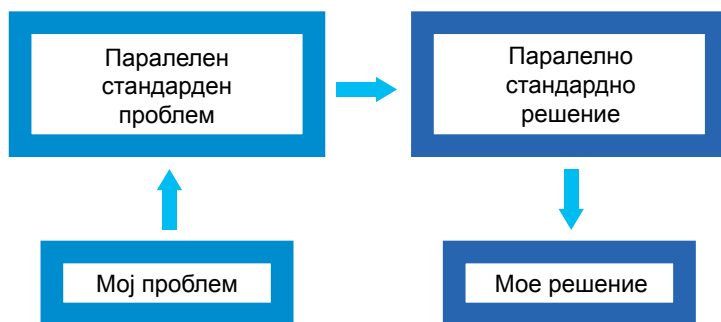 Паралелен
стандарден
проблем
Паралелно
стандардно
решение
Мој проблем
Мое решение